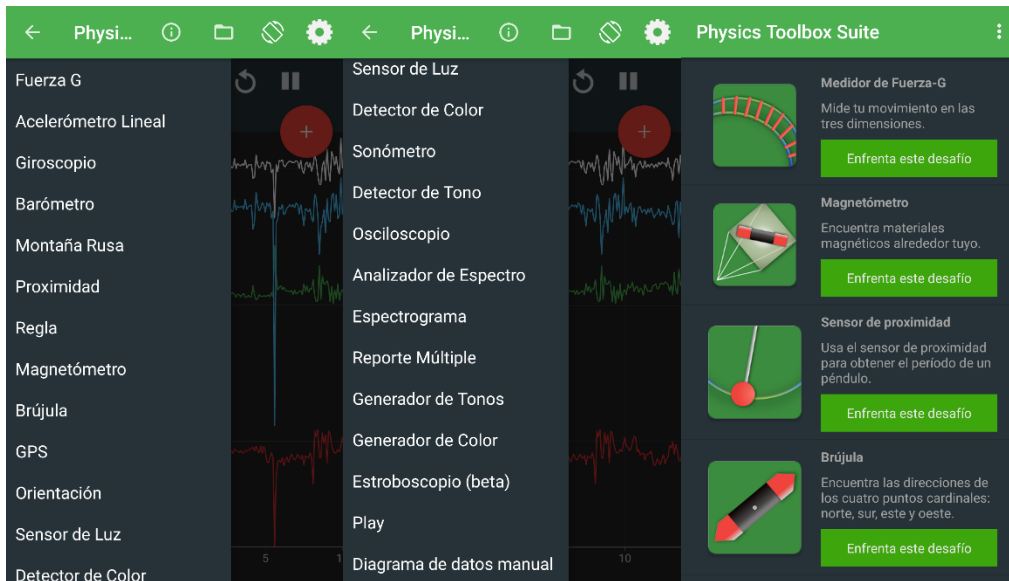 Physi...
Fuerza G
Acelerómetro Lineal
Giroscopio
Barómetro
Montaña Rusa
Proximidad
Regla
Magnetómetro
Brújula
GPS
Orientación
Sensor de Luz
Detector de Color
5
1
Physi...
Sensor de Luz
Detector de Color
Sonómetro
Detector de Tono
Osciloscopio
Analizador de Espectro
Espectrograma
Reporte Múltiple
Generador de Tonos
Generador de Color
Estroboscopio (beta)
Play
Diagrama de datos manual
10
Physics Toolbox Suite
Medidor de Fuerza-G
Mide tu movimiento en las
tres dimensiones.
Enfrenta este desafío
Magnetómetro
Encuentra materiales
magnéticos alrededor tuyo.
Enfrenta este desafío
Sensor de proximidad
Usa el sensor de proximidad
para obtener el período de un
péndulo.
Enfrenta este desafío
Brújula
Encuentra las direcciones de
los cuatro puntos cardinales:
norte, sur, este y oeste.
Enfrenta este desafío